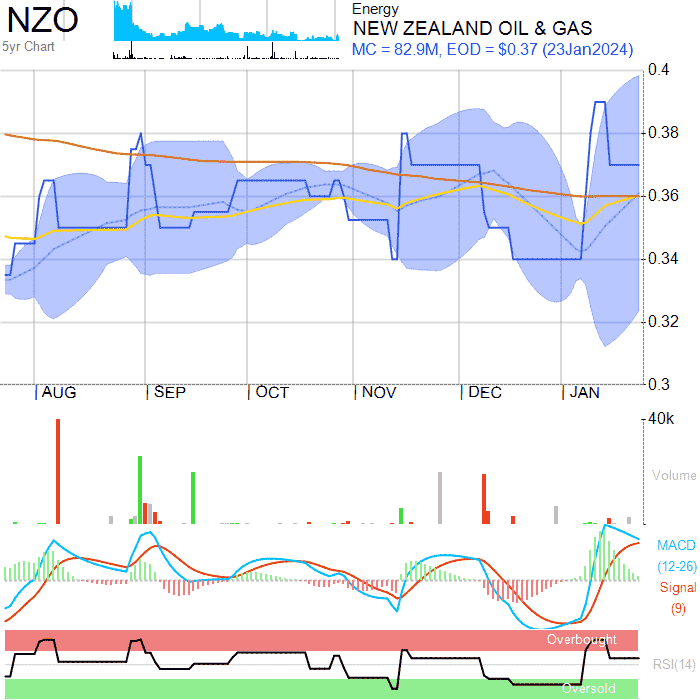 NZO
5yr Chart
Energy
NEW ZEALAND OIL & GAS
MC = 82.9M, EOD = $0.37 (23Jan2024)
0.4
0.38
0.36
0.34
0.32
0.3
AUG SEP OCT NOV DEC JAN
40k
Volume
MACD
(12-26)
Signal
(9)
Overbought
RSI(14)
Oversold